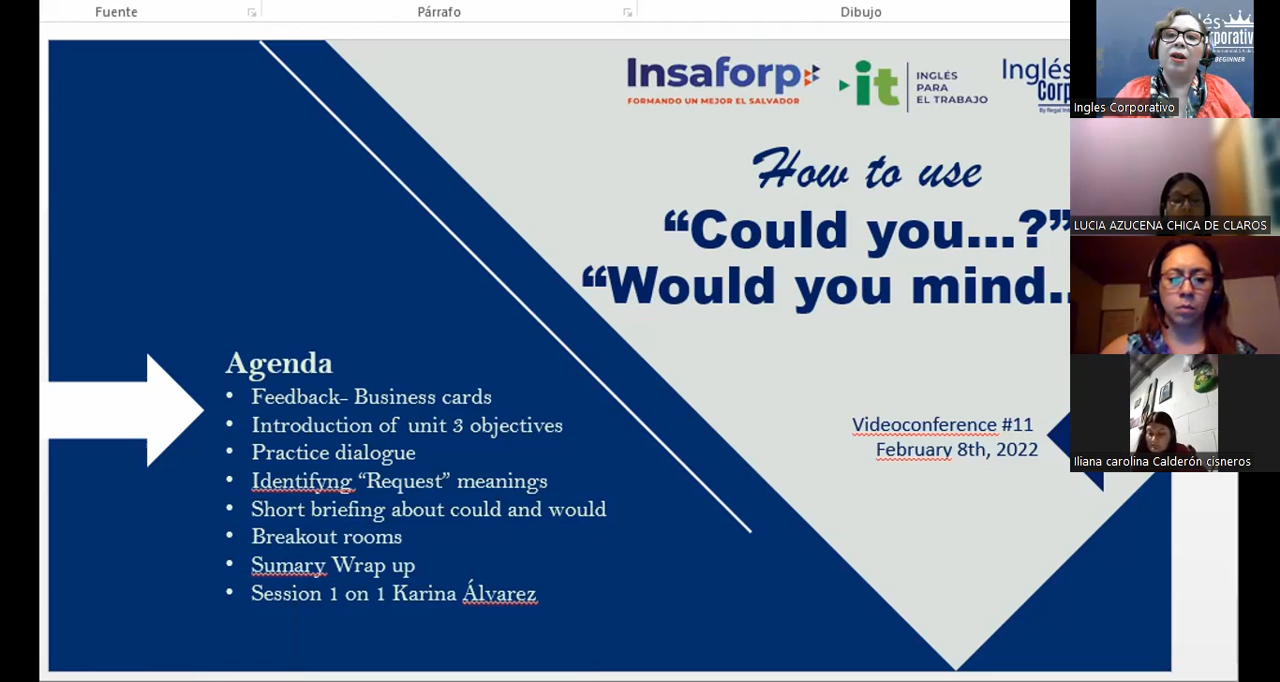 Fuente
Párrafo
Dibujo
Insaforp
FORMANDO UN MEJOR EL SALVADOR
it
INGLÉS
PARA
EL TRABAJO
Inglés
Corp
How to use
“Could you...?”
“Would you mind..
Agenda
• Feedback– Business cards
• Introduction of unit 3 objectives
• Practice dialogue
• Identifyng “Request” meanings
• Short briefing about could and would
• Breakout rooms
• Sumary Wrap up
• Session 1 on 1 Karina Álvarez
Videoconference #11
February 8th, 2022
BEGINNER
Ingles Corporativo
LUCIA AZUCENA CHICA DE CLAROS
Iliana carolina Calderón cisneros